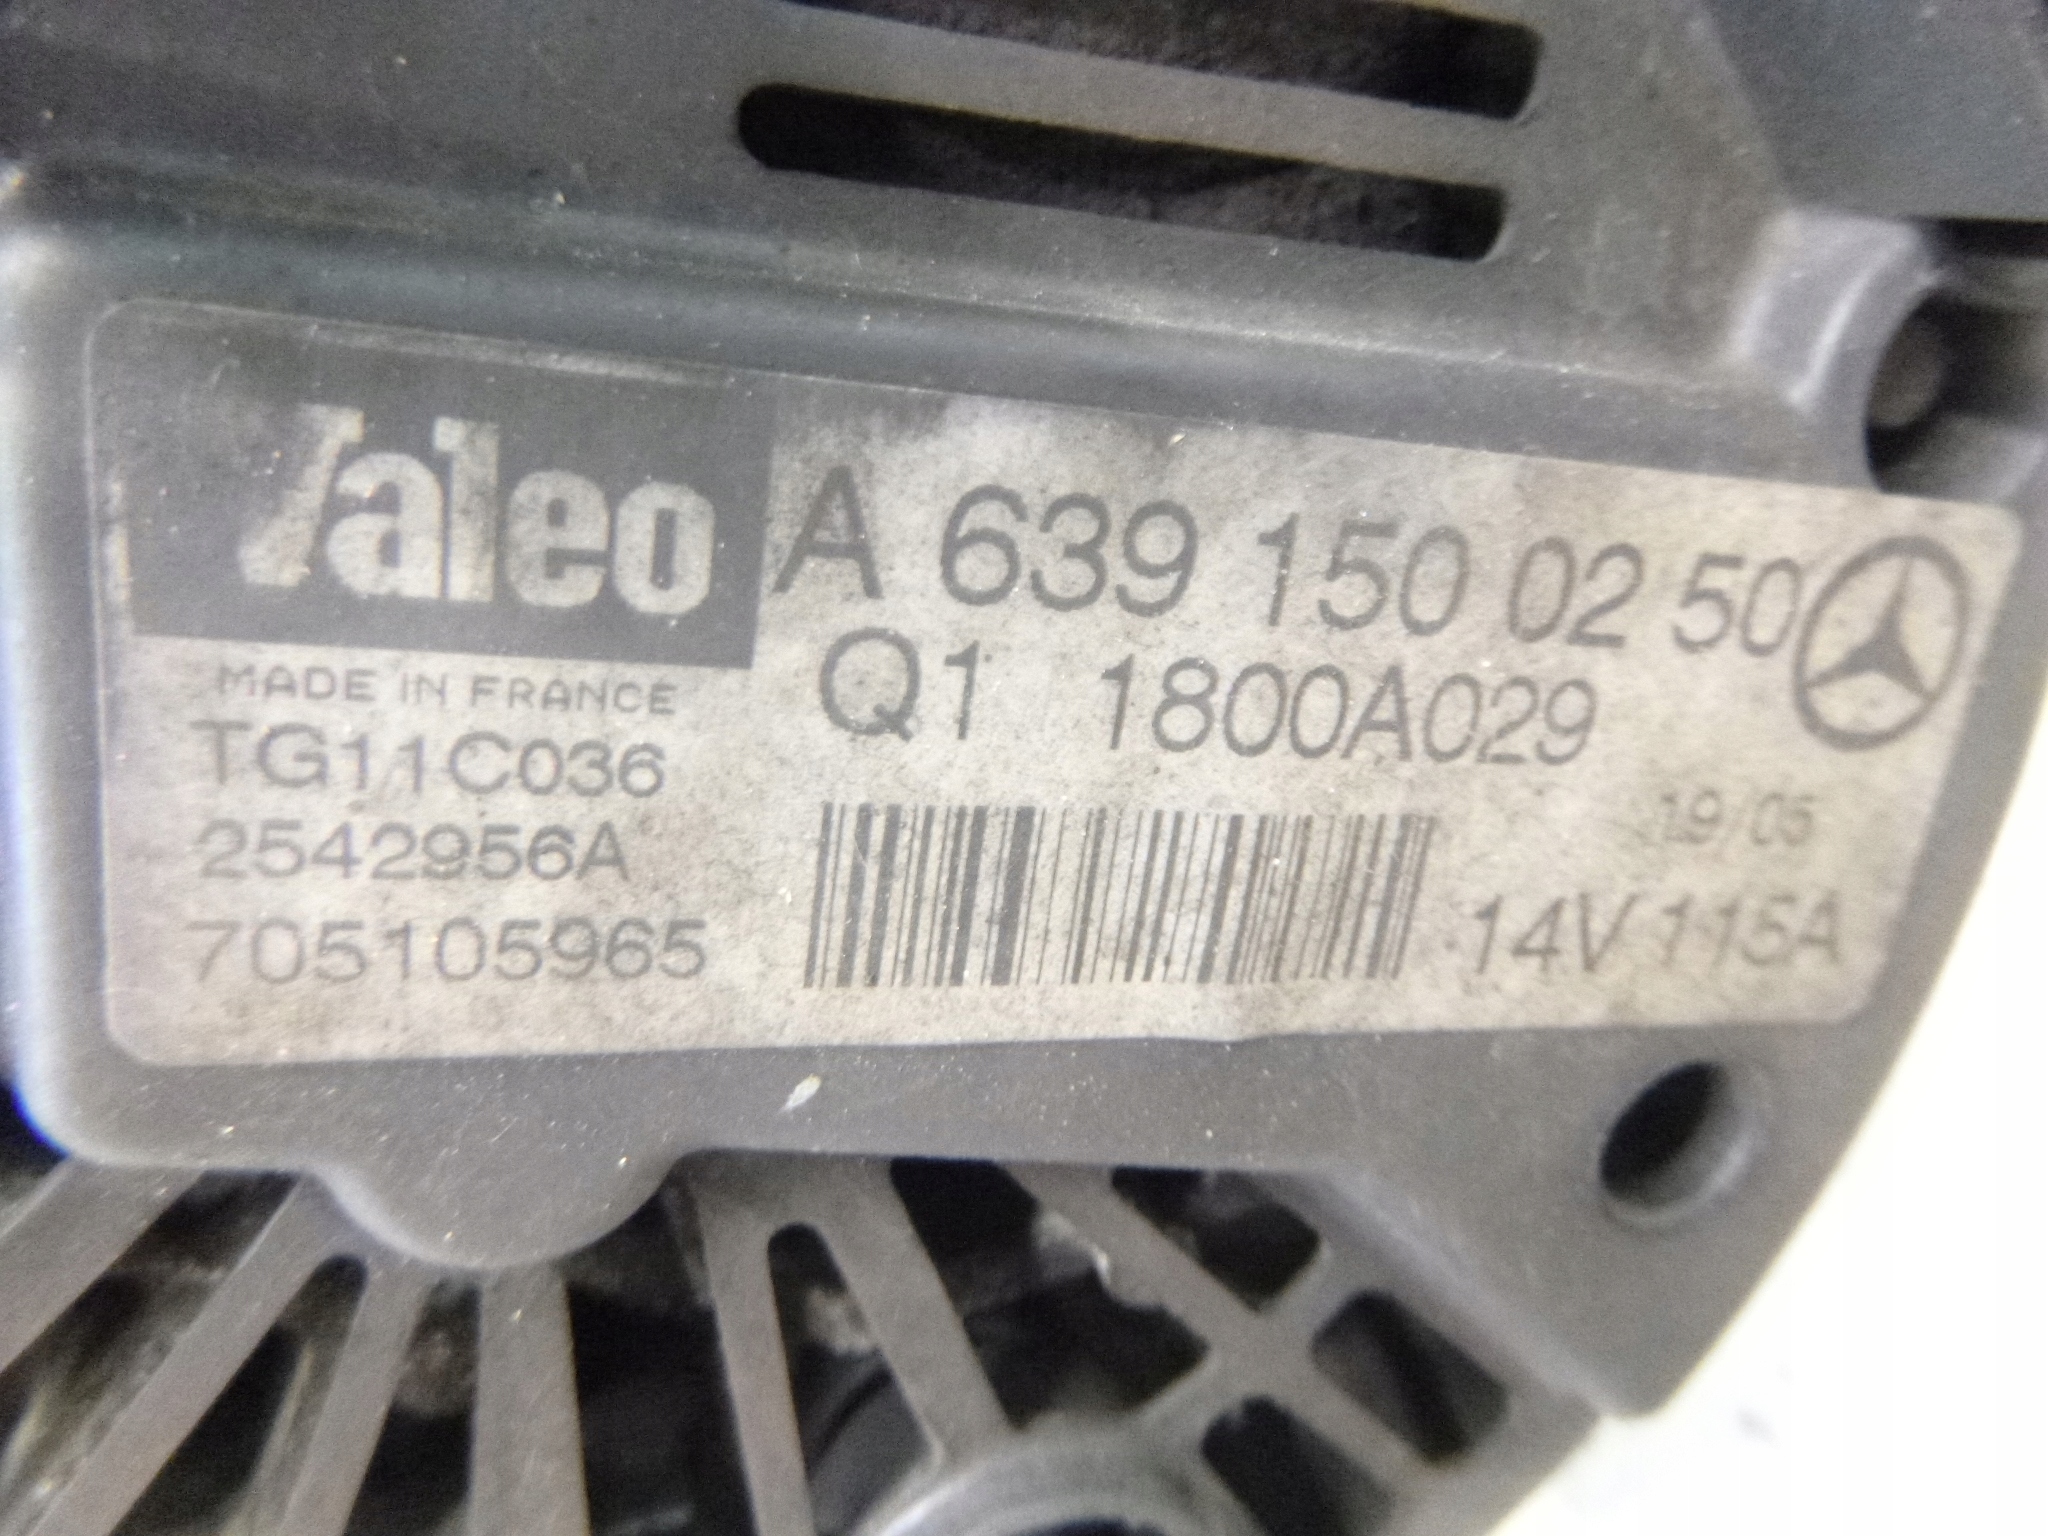 Valeo
A 639 150 02 50
Q1 1800A029
MADE IN FRANCE
TG11C036
2542956A
705105965
19/05
14V 115A